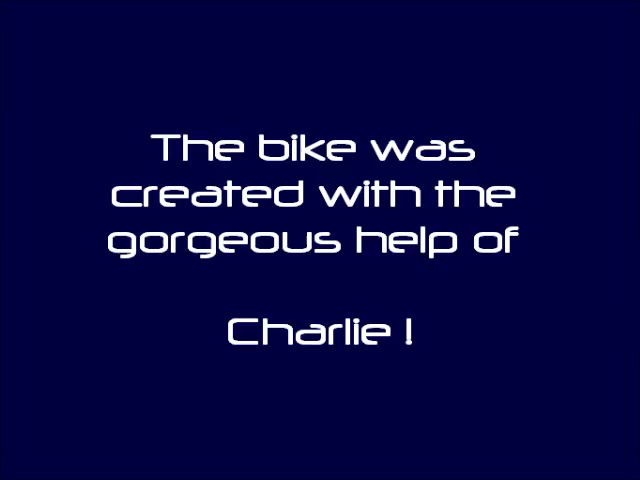 The bike was
created with the
gorgeous help of
Charlie !